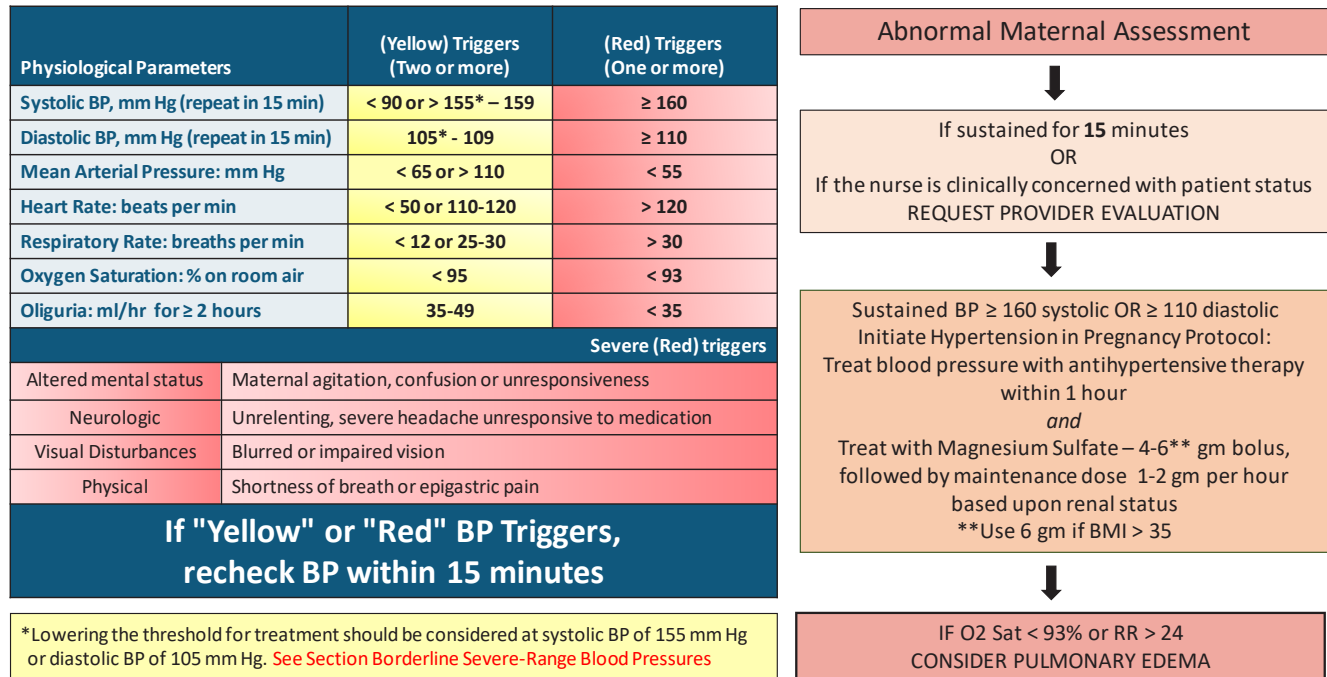 Physiological Parameters
(Yellow) Triggers
(Two or more)
(Red) Triggers
(One or more)
Systolic BP, mm Hg (repeat in 15 min)
< 90 or > 155* – 159
≥ 160
Diastolic BP, mm Hg (repeat in 15 min)
105* - 109
≥ 110
Mean Arterial Pressure: mm Hg
< 65 or > 110
< 55
Heart Rate: beats per min
< 50 or 110-120
> 120
Respiratory Rate: breaths per min
< 12 or 25-30
> 30
Oxygen Saturation: % on room air
< 95
< 93
Oliguria: ml/hr for ≥ 2 hours
35-49
< 35
Severe (Red) triggers
Altered mental status
Maternal agitation, confusion or unresponsiveness
Neurologic
Unrelenting, severe headache unresponsive to medication
Visual Disturbances
Blurred or impaired vision
Physical
Shortness of breath or epigastric pain
If "Yellow" or "Red" BP Triggers,
recheck BP within 15 minutes
*Lowering the threshold for treatment should be considered at systolic BP of 155 mm Hg
or diastolic BP of 105 mm Hg. See Section Borderline Severe-Range Blood Pressures
Abnormal Maternal Assessment
If sustained for 15 minutes
OR
If the nurse is clinically concerned with patient status
REQUEST PROVIDER EVALUATION
Sustained BP ≥ 160 systolic OR ≥ 110 diastolic
Initiate Hypertension in Pregnancy Protocol:
Treat blood pressure with antihypertensive therapy
within 1 hour
and
Treat with Magnesium Sulfate – 4-6** gm bolus,
followed by maintenance dose 1-2 gm per hour
based upon renal status
**Use 6 gm if BMI > 35
IF O2 Sat < 93% or RR > 24
CONSIDER PULMONARY EDEMA